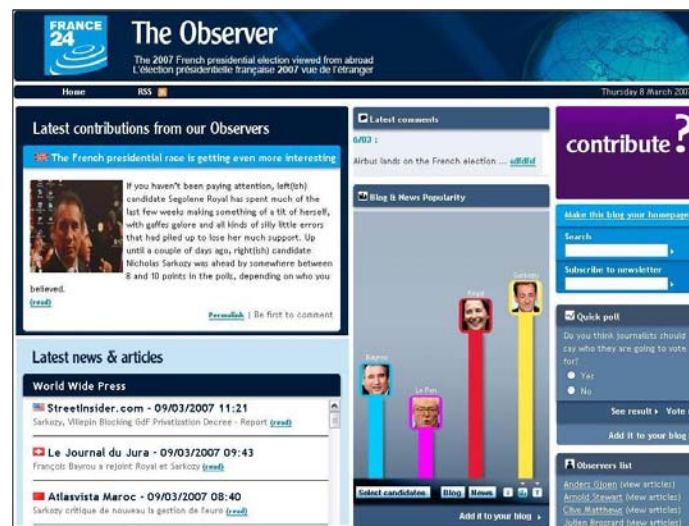 FRANCE
24
The Observer
The 2007 French presidential election viewed from abroad
L'élection présidentielle française 2007 vue de l'étranger
Home RSS Thursday 8 March 2007
Latest contributions from our Observers
The French presidential race is getting even more interesting
If you haven't been paying attention, left(ish)
candidate Segolene Royal has spent much of the
last few weeks making something of a tit of herself,
with gaffes galore and all kinds of silly little errors
that had piled up to lose her much support. Up
until a couple of days ago, right(ish) candidate
Nicholas Sarkozy was ahead by somewhere between
8 and 10 points in the polls, depending on who you
believed.
(read)
Permalink | Be first to comment
Latest news & articles
World Wide Press
StreetInsider.com - 09/03/2007 11:21
Sarkozy, Villepin Blocking GdF Privatization Decree - Report (read)
Le Journal du Jura - 09/03/2007 09:43
François Bayrou a rejoint Royal et Sarkozy (read)
Atlasvista Maroc - 09/03/2007 08:40
Sarkozy critique de nouveau la gestion de l'euro (read)
Latest comments
6/03 :
Airbus lands on the French election ... sdfdfd
Blog & News Popularity
Sarkozy
Royal
Bayrou
Le Pen
Select candidates Blog News
Add it to your blog
contribute ?
Make this blog your homepage
Search
Subscribe to newsletter
Quick poll
Do you think journalists should
say who they are going to vote
for?
Yes
No
See result Vote
Add it to your blog
Observers list
Anders Gjoen (view articles)
Arnold Stewart (view articles)
Clive Matthews (view articles)
Julien Brossard (view articles)